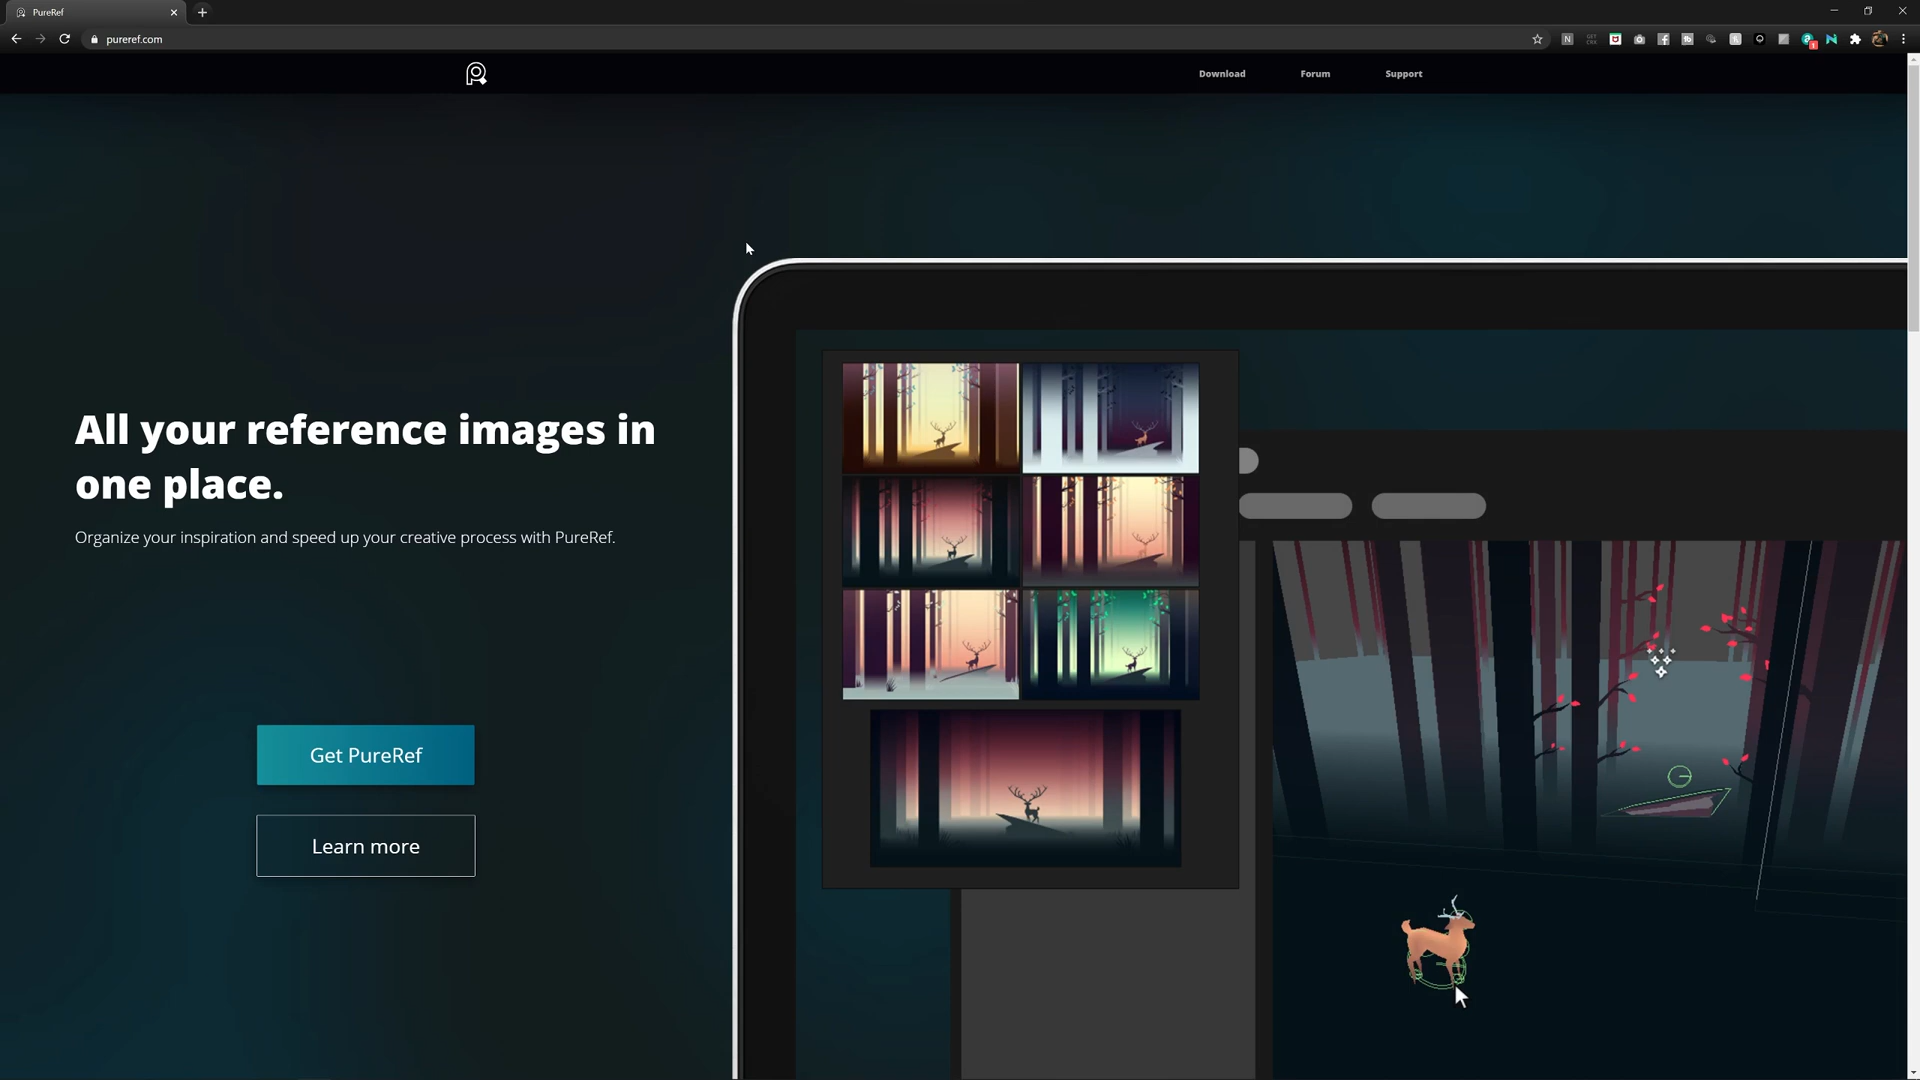 PureRef
pureref.com
Download Forum Support
All your reference images in
one place.
Organize your inspiration and speed up your creative process with PureRef.
Get PureRef
Learn more